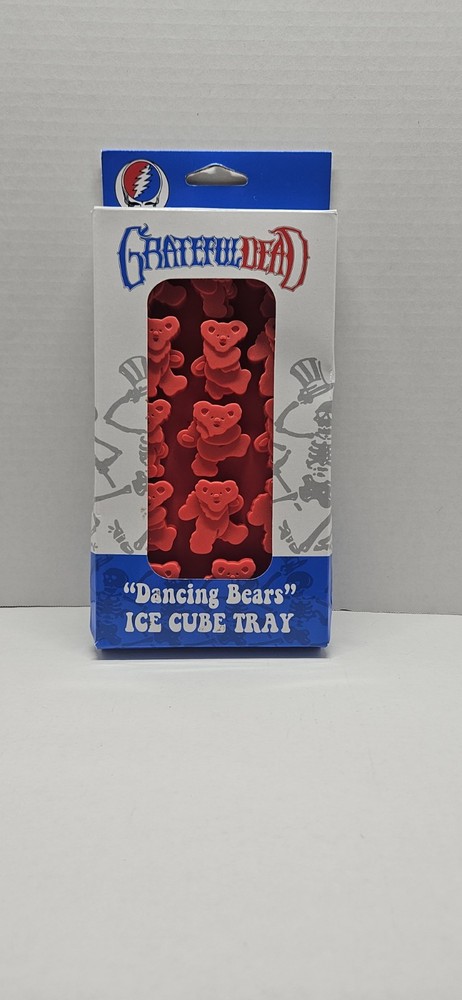 GRATEFUL DEAD
“Dancing Bears”
ICE CUBE TRAY